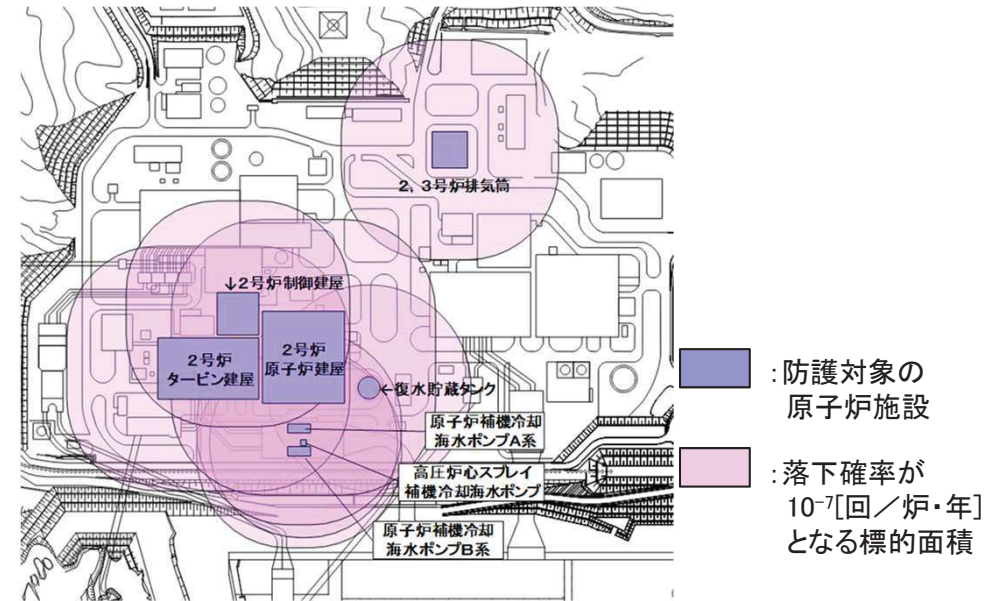 2，3号炉排気筒
↓2号炉制御建屋
2号炉
タービン建屋
2号炉
原子炉建屋
←復水貯蔵タンク
原子炉補機冷却
海水ポンプA系
高圧炉心スプレイ
補機冷却海水ポンプ
原子炉補機冷却
海水ポンプB系
：防護対象の
原子炉施設
：落下確率が
10⁻⁷[回／炉・年]
となる標的面積